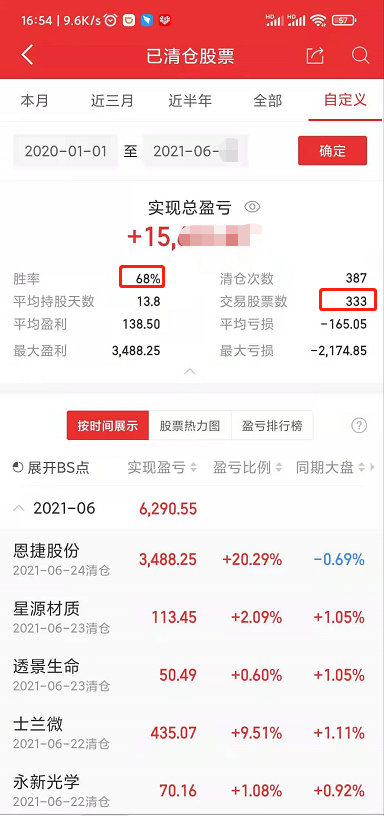 16:54 | 9.6K/s
57
已清仓股票
本月 近三月 近半年 全部 自定义
2020-01-01 至 2021-06- 确定
实现总盈亏
+15,
胜率 68% 清仓次数 387
平均持股天数 13.8 交易股票数 333
平均盈利 138.50 平均亏损 -165.05
最大盈利 3,488.25 最大亏损 -2,174.85
按时间展示 股票热力图 盈亏排行榜 ?
展开BS点 实现盈亏 盈亏比例 同期大盘
2021-06 6,290.55
恩捷股份 3,488.25 +20.29% -0.69%
2021-06-24清仓
星源材质 113.45 +2.09% +1.05%
2021-06-23清仓
透景生命 50.49 +0.60% +1.05%
2021-06-23清仓
士兰微 435.07 +9.51% +1.11%
2021-06-22清仓
永新光学 70.16 +1.08% +0.92%
2021-06-22清仓